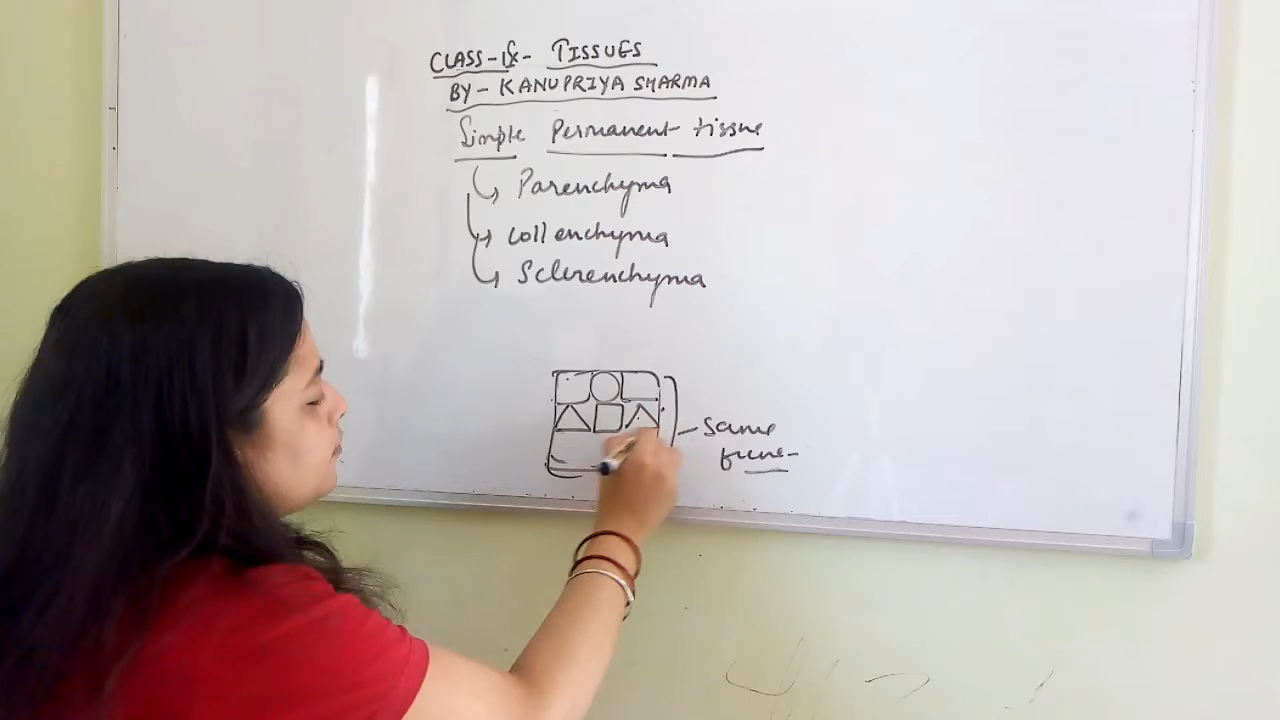 CLASS-IX- TISSUES
BY- KANUPRIYA SHARMA
Simple Permanent tissue
Parenchyma
Collenchyma
Sclerenchyma
same
func-